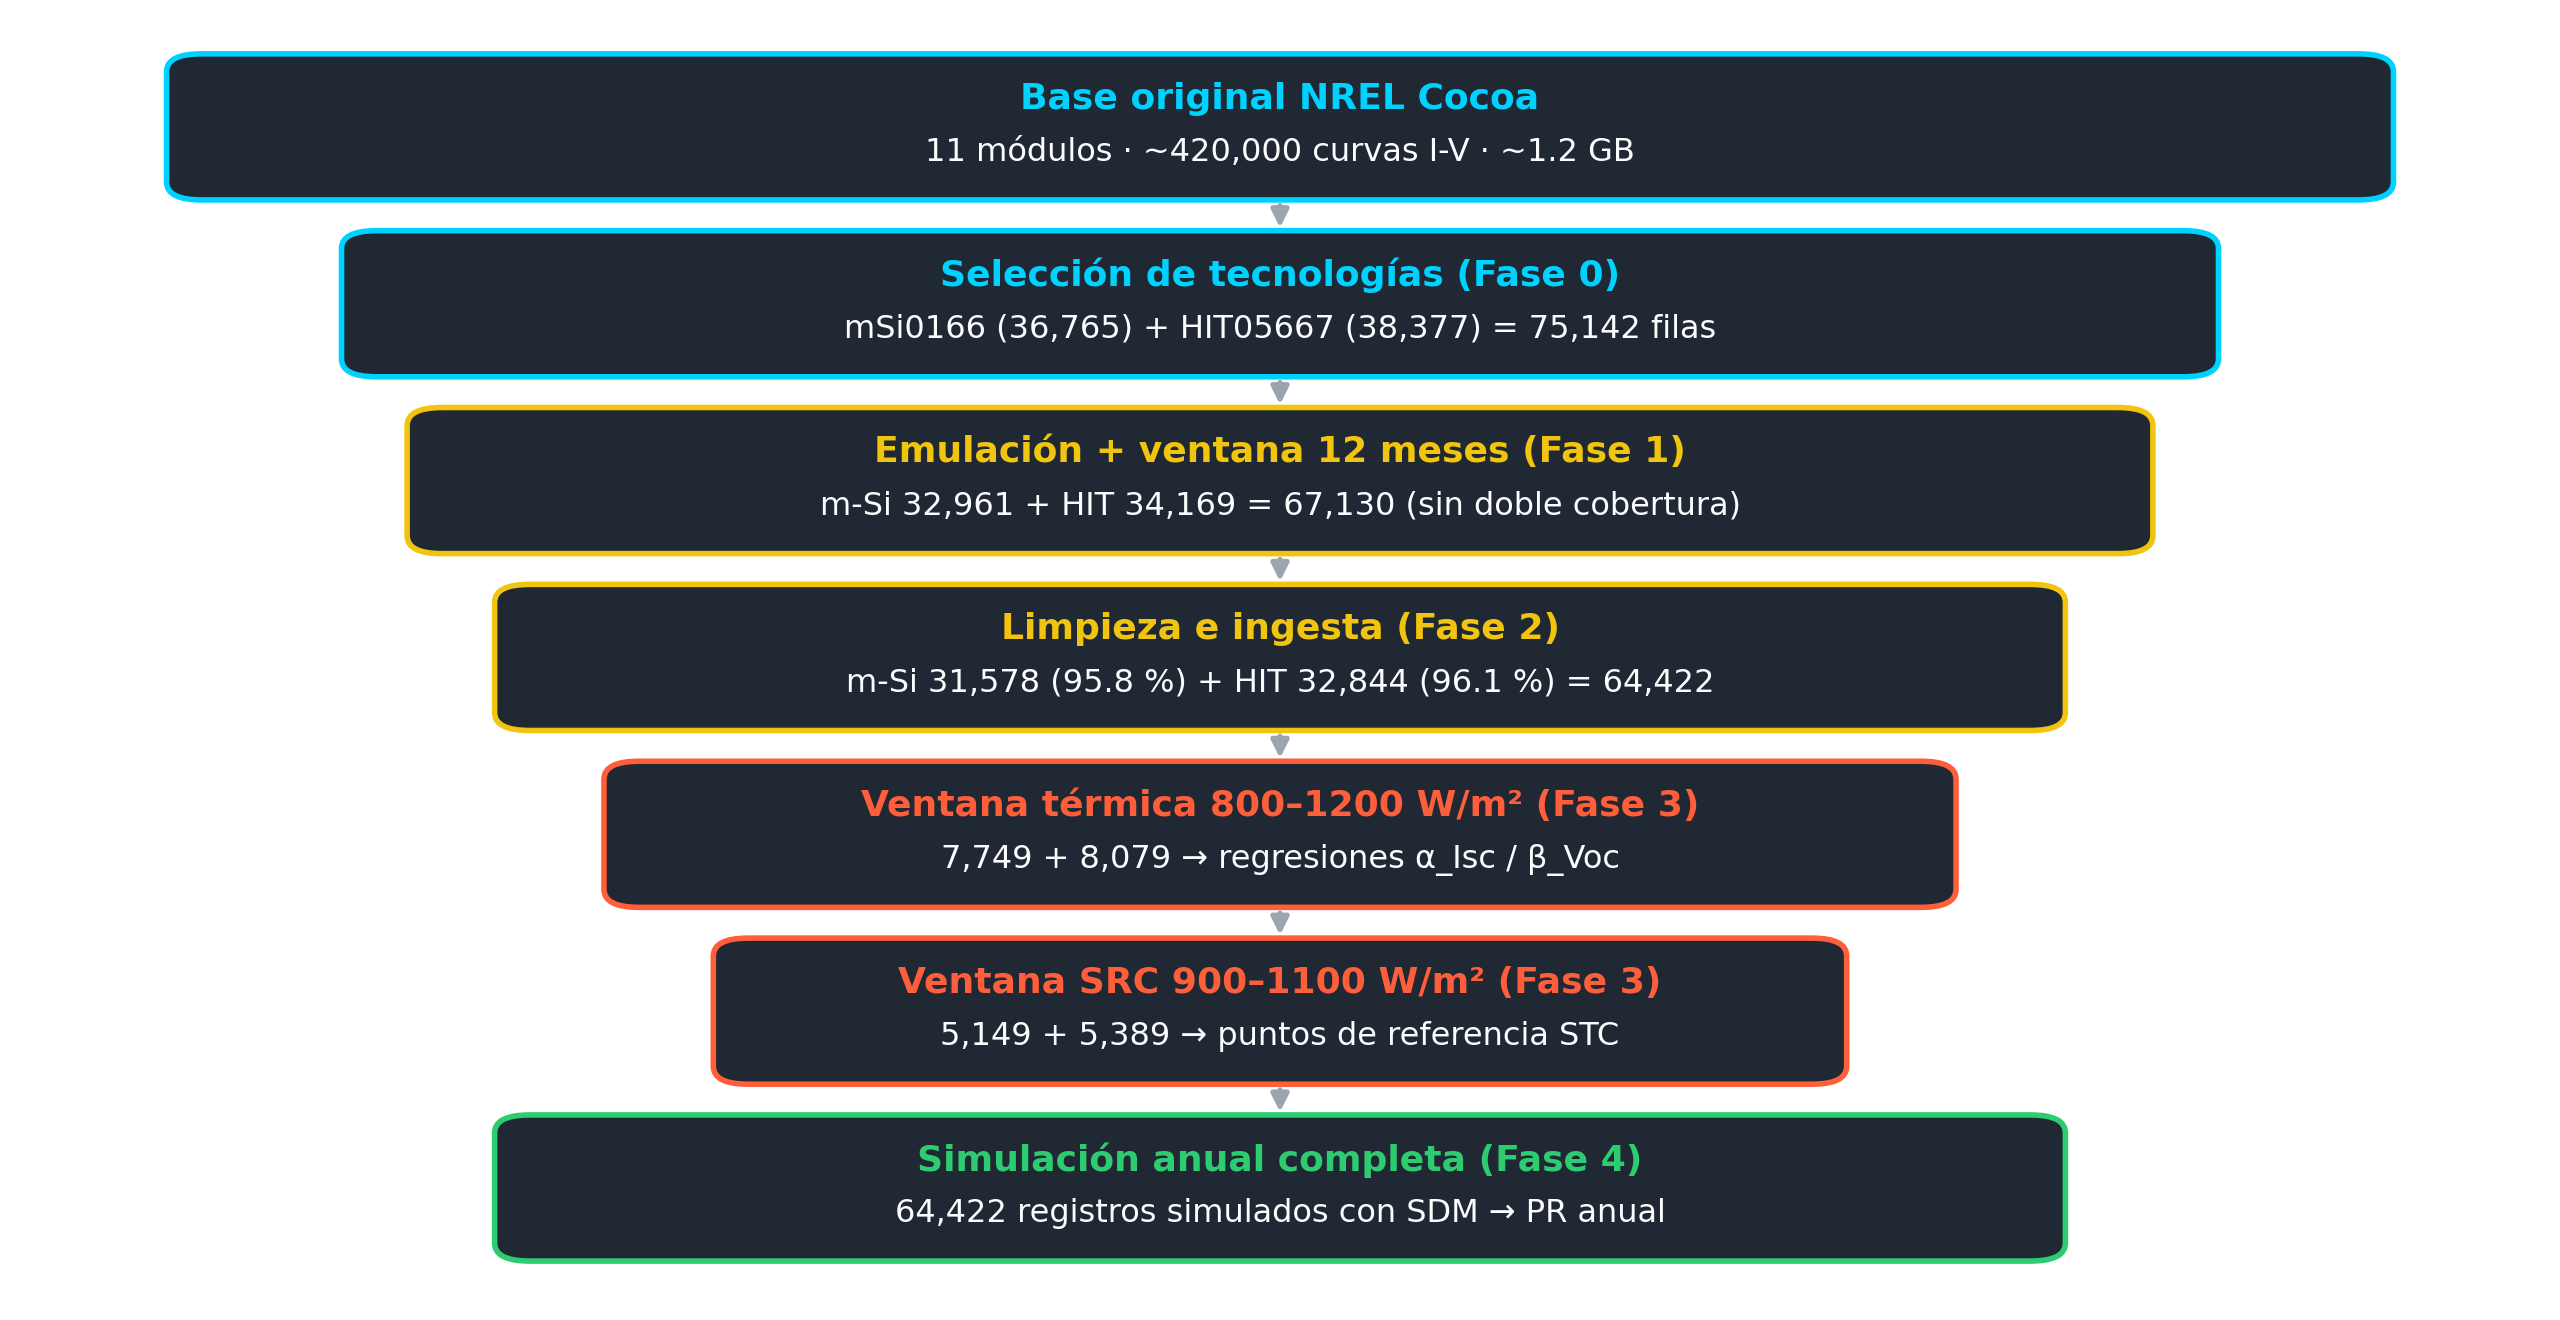 Base original NREL Cocoa
11 módulos · ~420,000 curvas I-V · ~1.2 GB
Selección de tecnologías (Fase 0)
mSi0166 (36,765) + HIT05667 (38,377) = 75,142 filas
Emulación + ventana 12 meses (Fase 1)
m-Si 32,961 + HIT 34,169 = 67,130 (sin doble cobertura)
Limpieza e ingesta (Fase 2)
m-Si 31,578 (95.8 %) + HIT 32,844 (96.1 %) = 64,422
Ventana térmica 800–1200 W/m² (Fase 3)
7,749 + 8,079 → regresiones α_Isc / β_Voc
Ventana SRC 900–1100 W/m² (Fase 3)
5,149 + 5,389 → puntos de referencia STC
Simulación anual completa (Fase 4)
64,422 registros simulados con SDM → PR anual